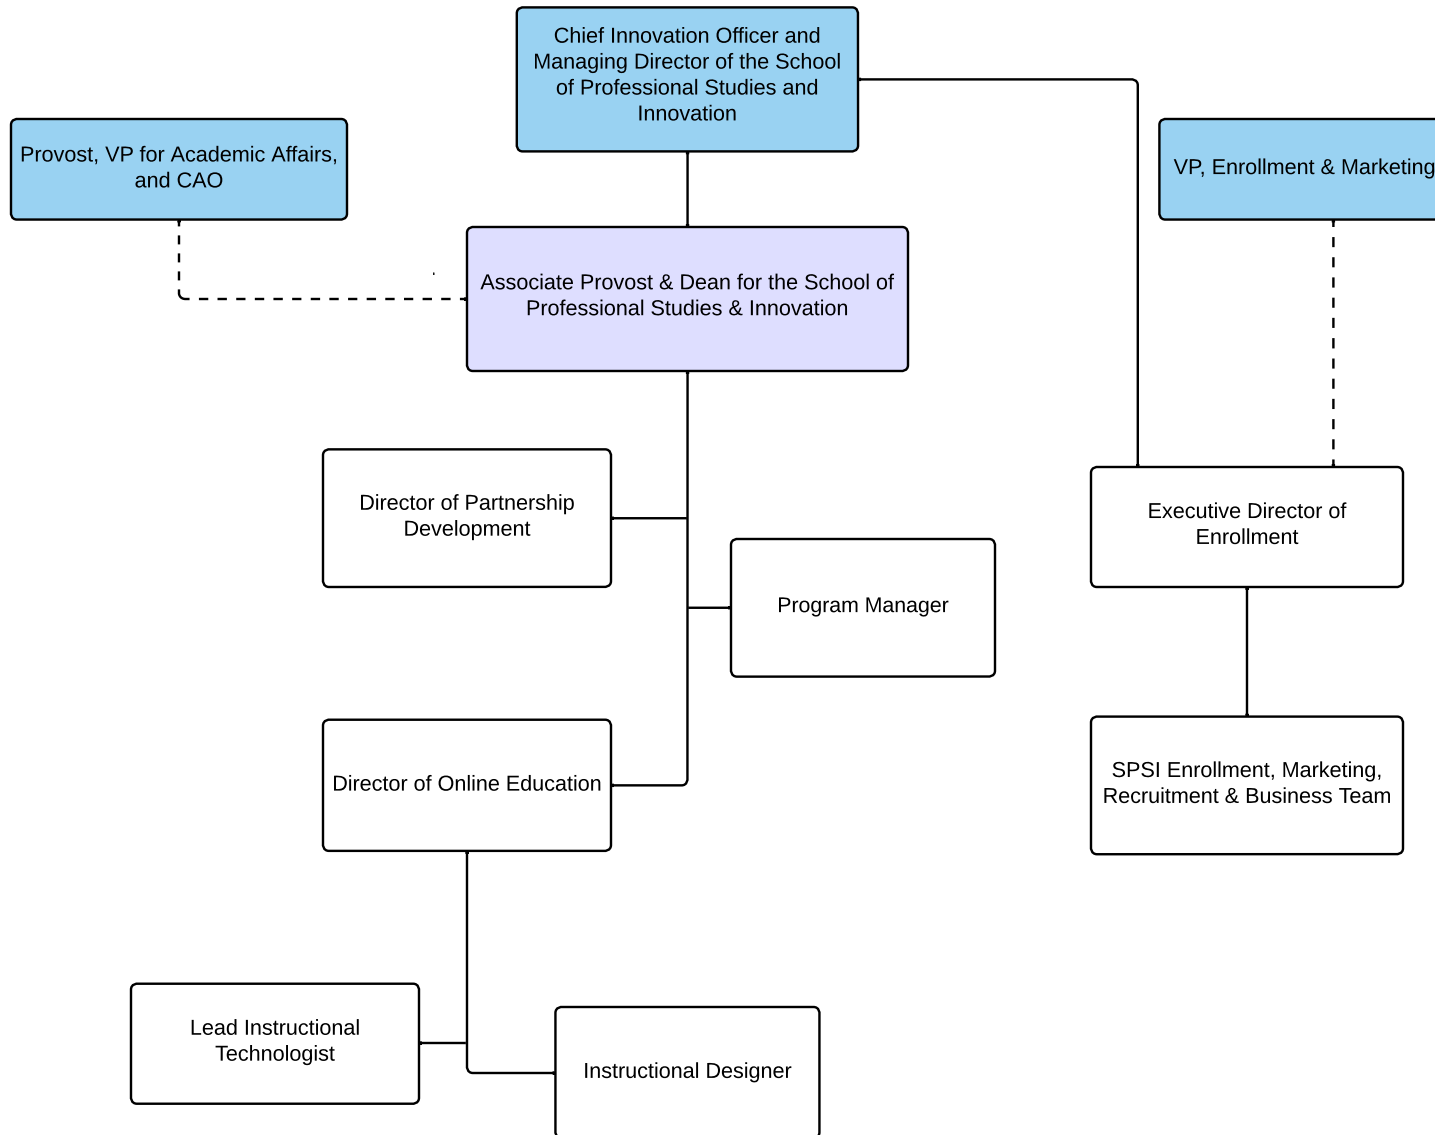 Chief Innovation Officer and
Managing Director of the School
of Professional Studies and
Innovation
Provost, VP for Academic Affairs,
and CAO
VP, Enrollment & Marketing
Associate Provost & Dean for the School of
Professional Studies & Innovation
Director of Partnership
Development
Executive Director of
Enrollment
Program Manager
Director of Online Education
SPSI Enrollment, Marketing,
Recruitment & Business Team
Lead Instructional
Technologist
Instructional Designer